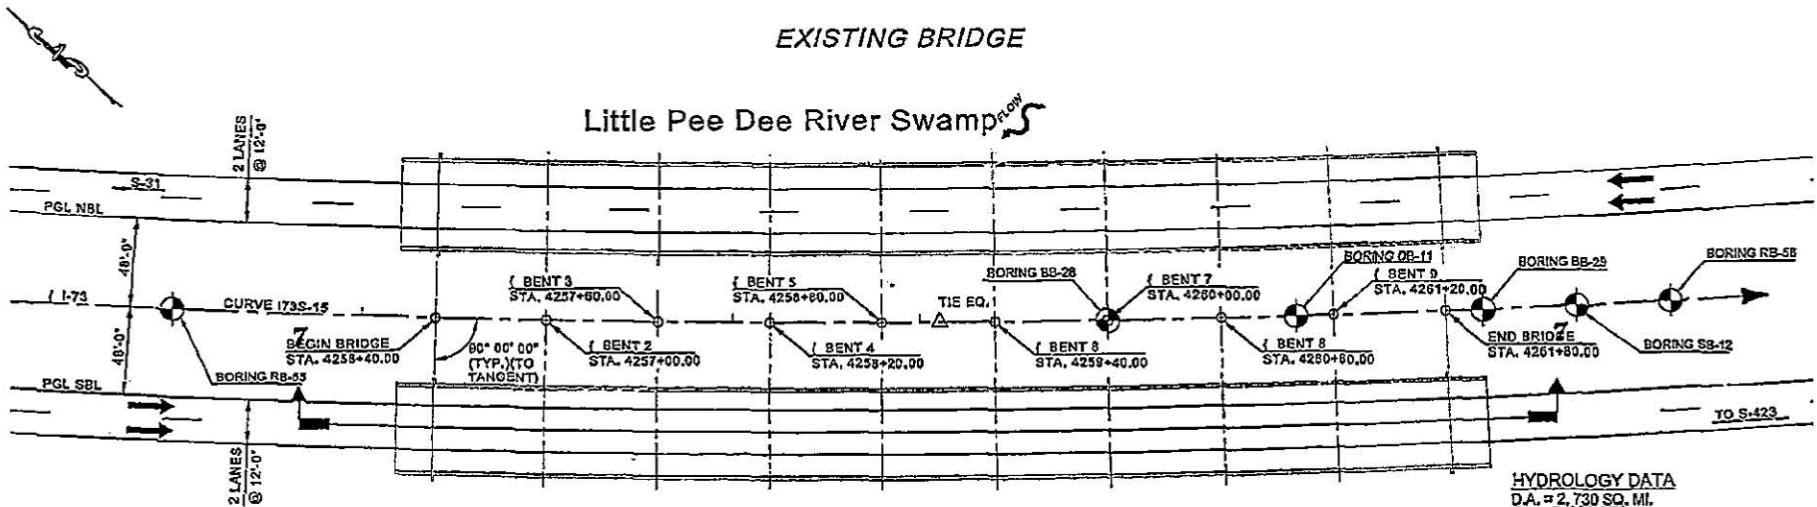 EXISTING BRIDGE
Little Pee Dee River Swamp
FLOW
2 LANES
@ 12'-0"
S-31
PGL NBL
48'-0"
BORING DB-11
BORING BB-29
BORING RB-58
{ BENT 3
STA. 4257+60.00
{ BENT 5
STA. 4258+80.00
BORING BB-28
{ BENT 7
STA. 4260+00.00
{ BENT 9
STA. 4261+20.00
{ I-73
CURVE I73S-15
TIE EQ.
7
BEGIN BRIDGE
STA. 4256+40.00
90° 00' 00"
(TYP.)(TO
TANGENT)
{ BENT 2
STA. 4257+00.00
{ BENT 4
STA. 4258+20.00
{ BENT 6
STA. 4259+40.00
{ BENT 8
STA. 4260+60.00
7
END BRIDGE
STA. 4261+80.00
BORING SB-12
48'-0"
BORING RB-55
PGL SBL
TO S-423
2 LANES
@ 12'-0"
HYDROLOGY DATA
D.A. = 2,730 SQ. MI.